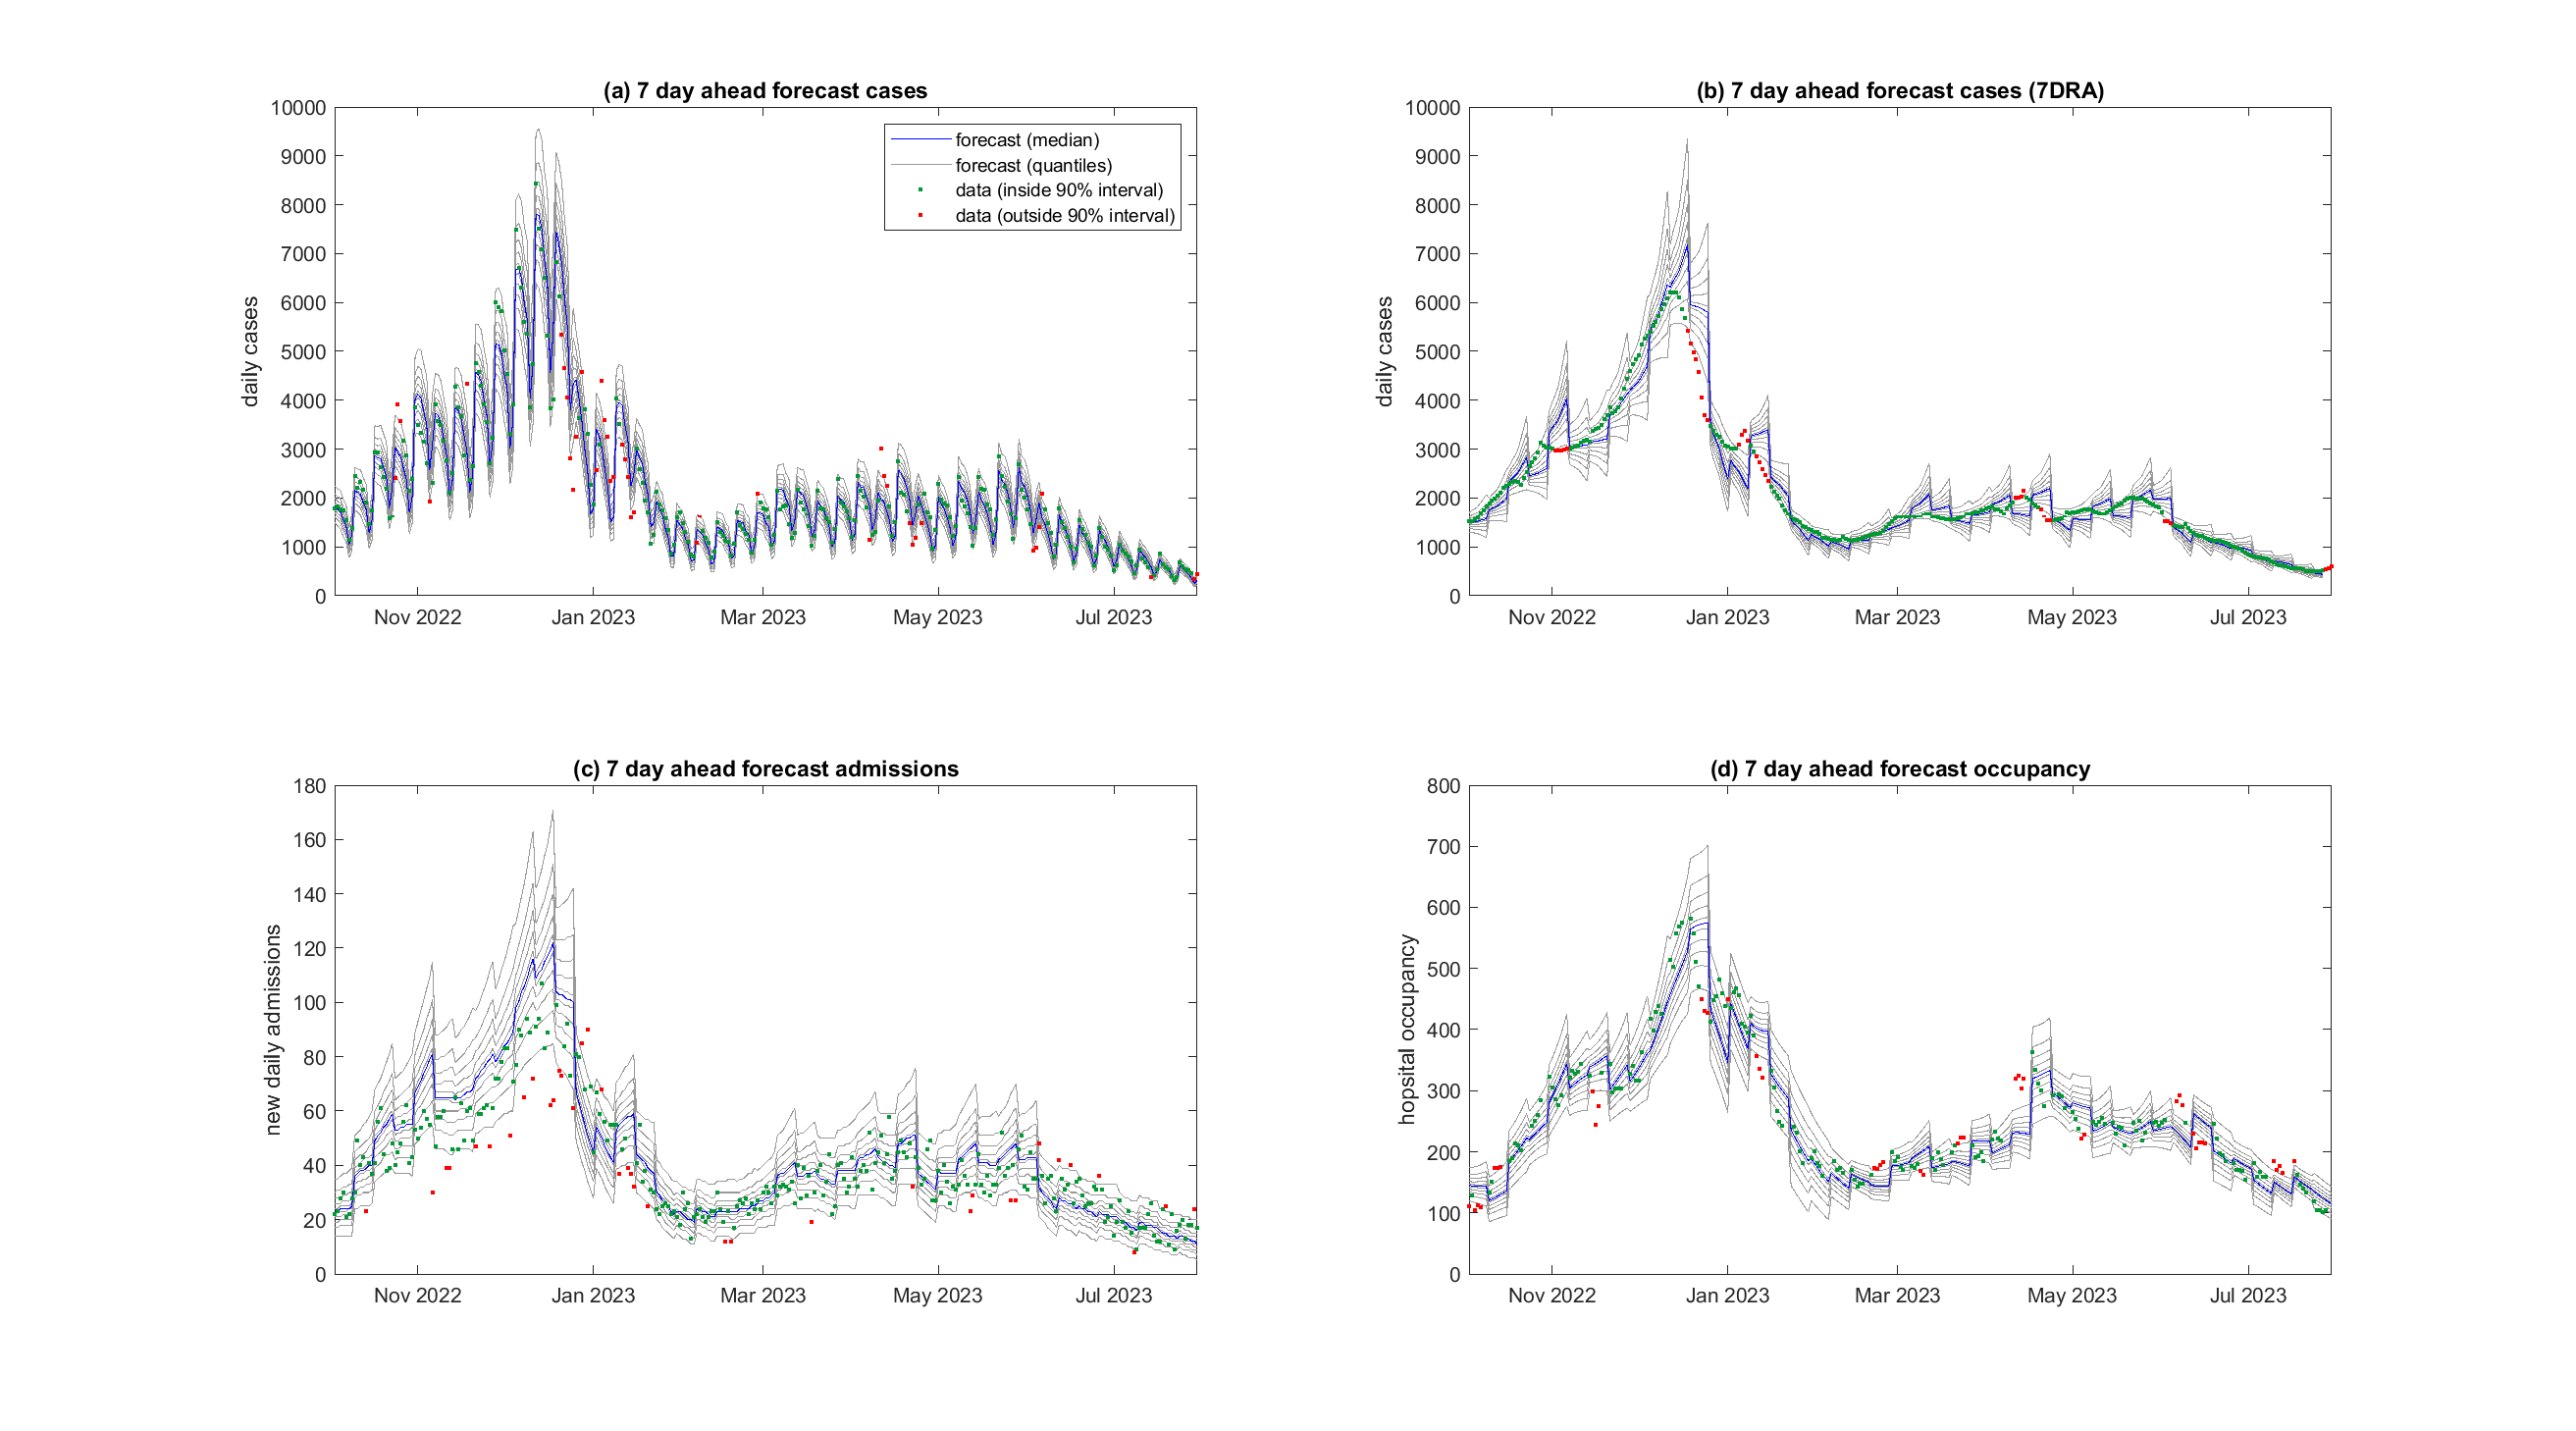 (a) 7 day ahead forecast cases
10000
9000
8000
7000
6000
5000
4000
3000
2000
1000
0
daily cases
Nov 2022 Jan 2023 Mar 2023 May 2023 Jul 2023
forecast (median)
forecast (quantiles)
data (inside 90% interval)
data (outside 90% interval)
(b) 7 day ahead forecast cases (7DRA)
10000
9000
8000
7000
6000
5000
4000
3000
2000
1000
0
daily cases
Nov 2022 Jan 2023 Mar 2023 May 2023 Jul 2023
(c) 7 day ahead forecast admissions
180
160
140
120
100
80
60
40
20
0
new daily admissions
Nov 2022 Jan 2023 Mar 2023 May 2023 Jul 2023
(d) 7 day ahead forecast occupancy
800
700
600
500
400
300
200
100
0
hopsital occupancy
Nov 2022 Jan 2023 Mar 2023 May 2023 Jul 2023